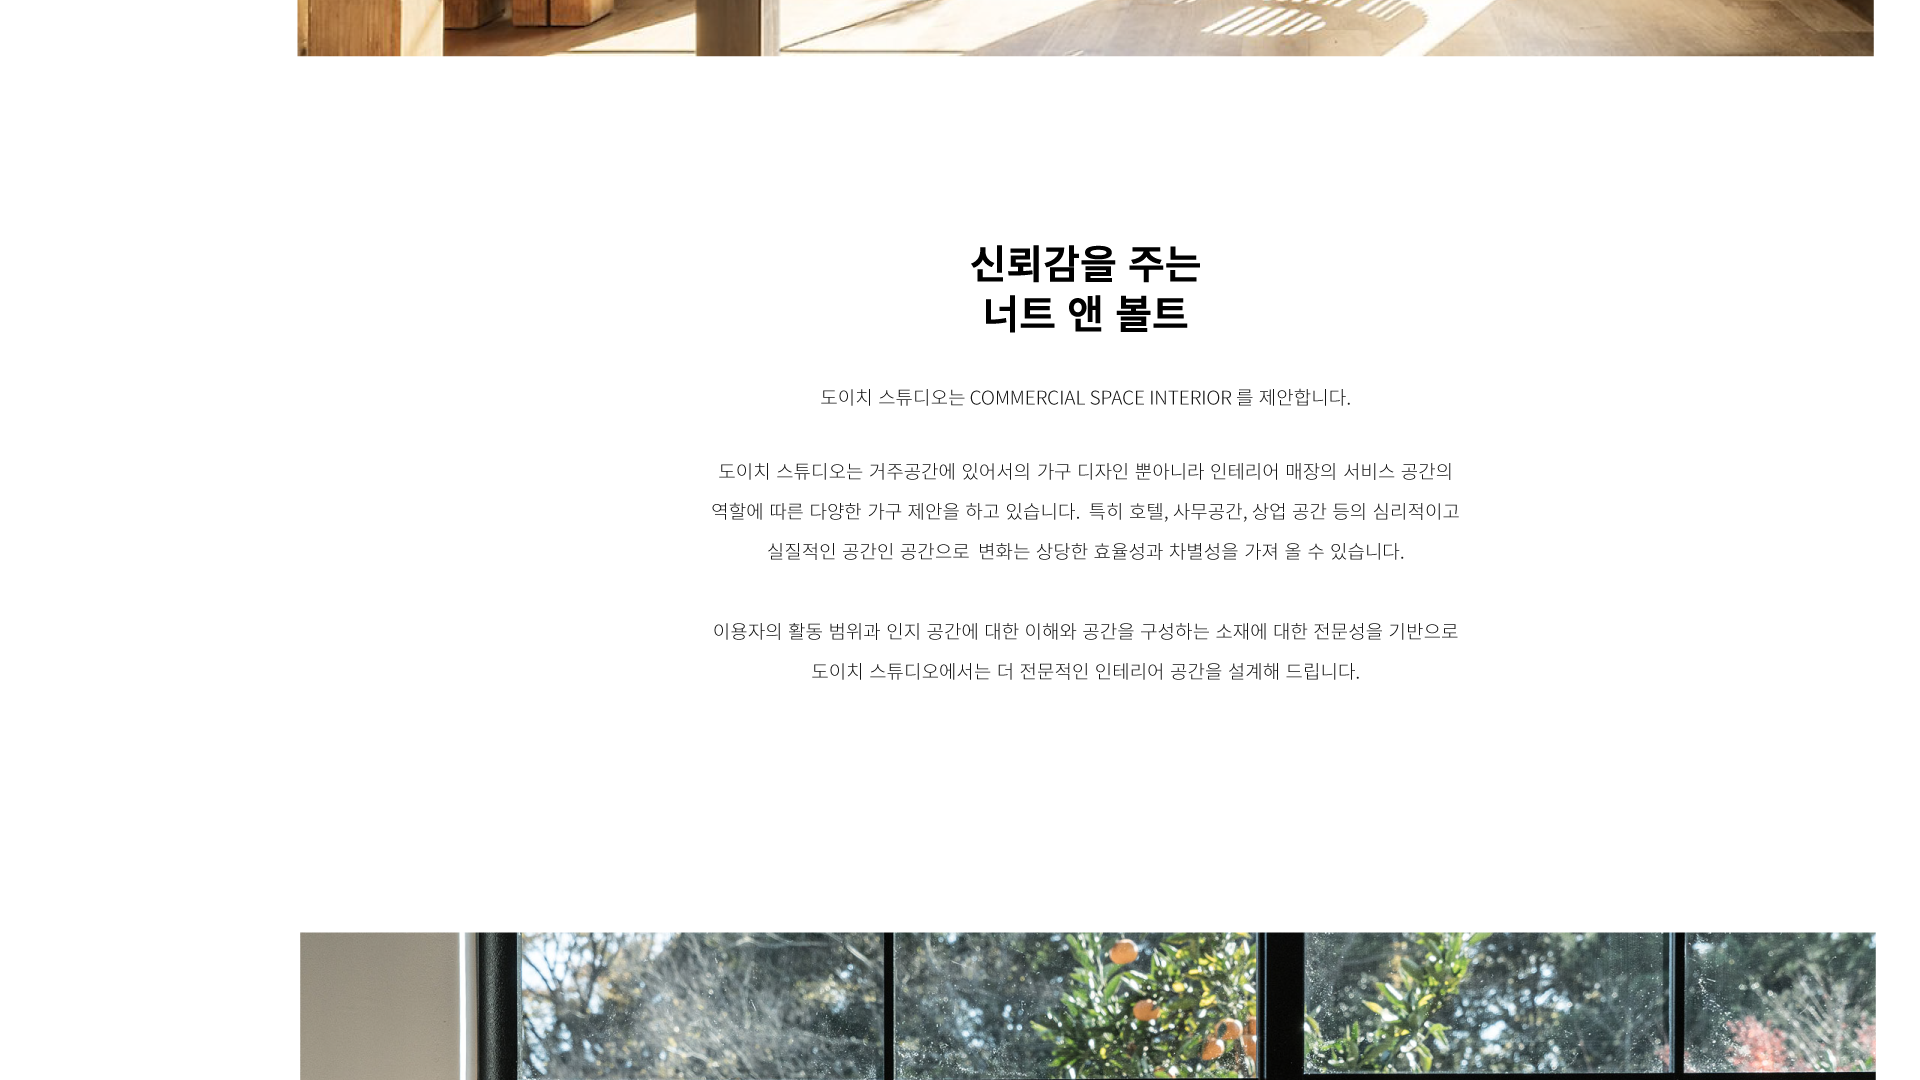 신뢰감을 주는
너트 앤 볼트
도이치 스튜디오는 COMMERCIAL SPACE INTERIOR 를 제안합니다.
도이치 스튜디오는 거주공간에 있어서의 가구 디자인 뿐아니라 인테리어 매장의 서비스 공간의
역할에 따른 다양한 가구 제안을 하고 있습니다. 특히 호텔, 사무공간, 상업 공간 등의 심리적이고
실질적인 공간인 공간으로 변화는 상당한 효율성과 차별성을 가져 올 수 있습니다.
이용자의 활동 범위과 인지 공간에 대한 이해와 공간을 구성하는 소재에 대한 전문성을 기반으로
도이치 스튜디오에서는 더 전문적인 인테리어 공간을 설계해 드립니다.